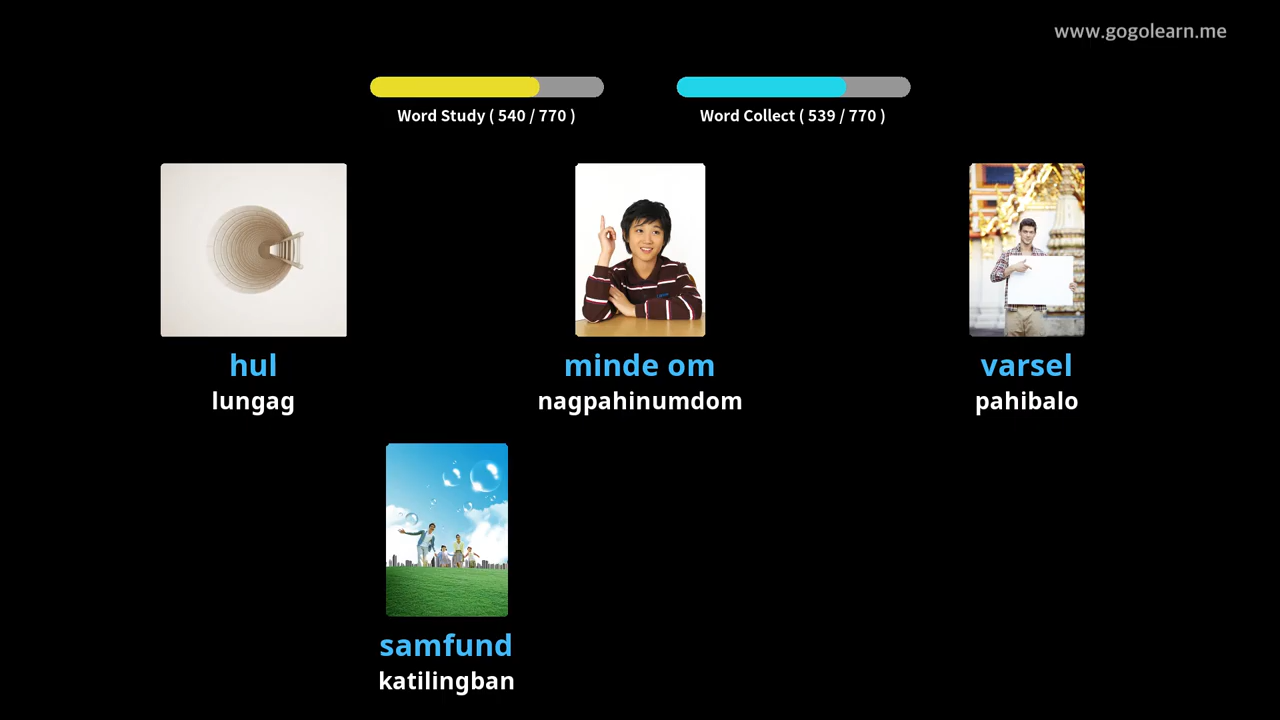 www.gogolearn.me
Word Study ( 540 / 770 )
Word Collect ( 539 / 770 )
hul
lungag
minde om
nagpahinumdom
varsel
pahibalo
samfund
katilingban